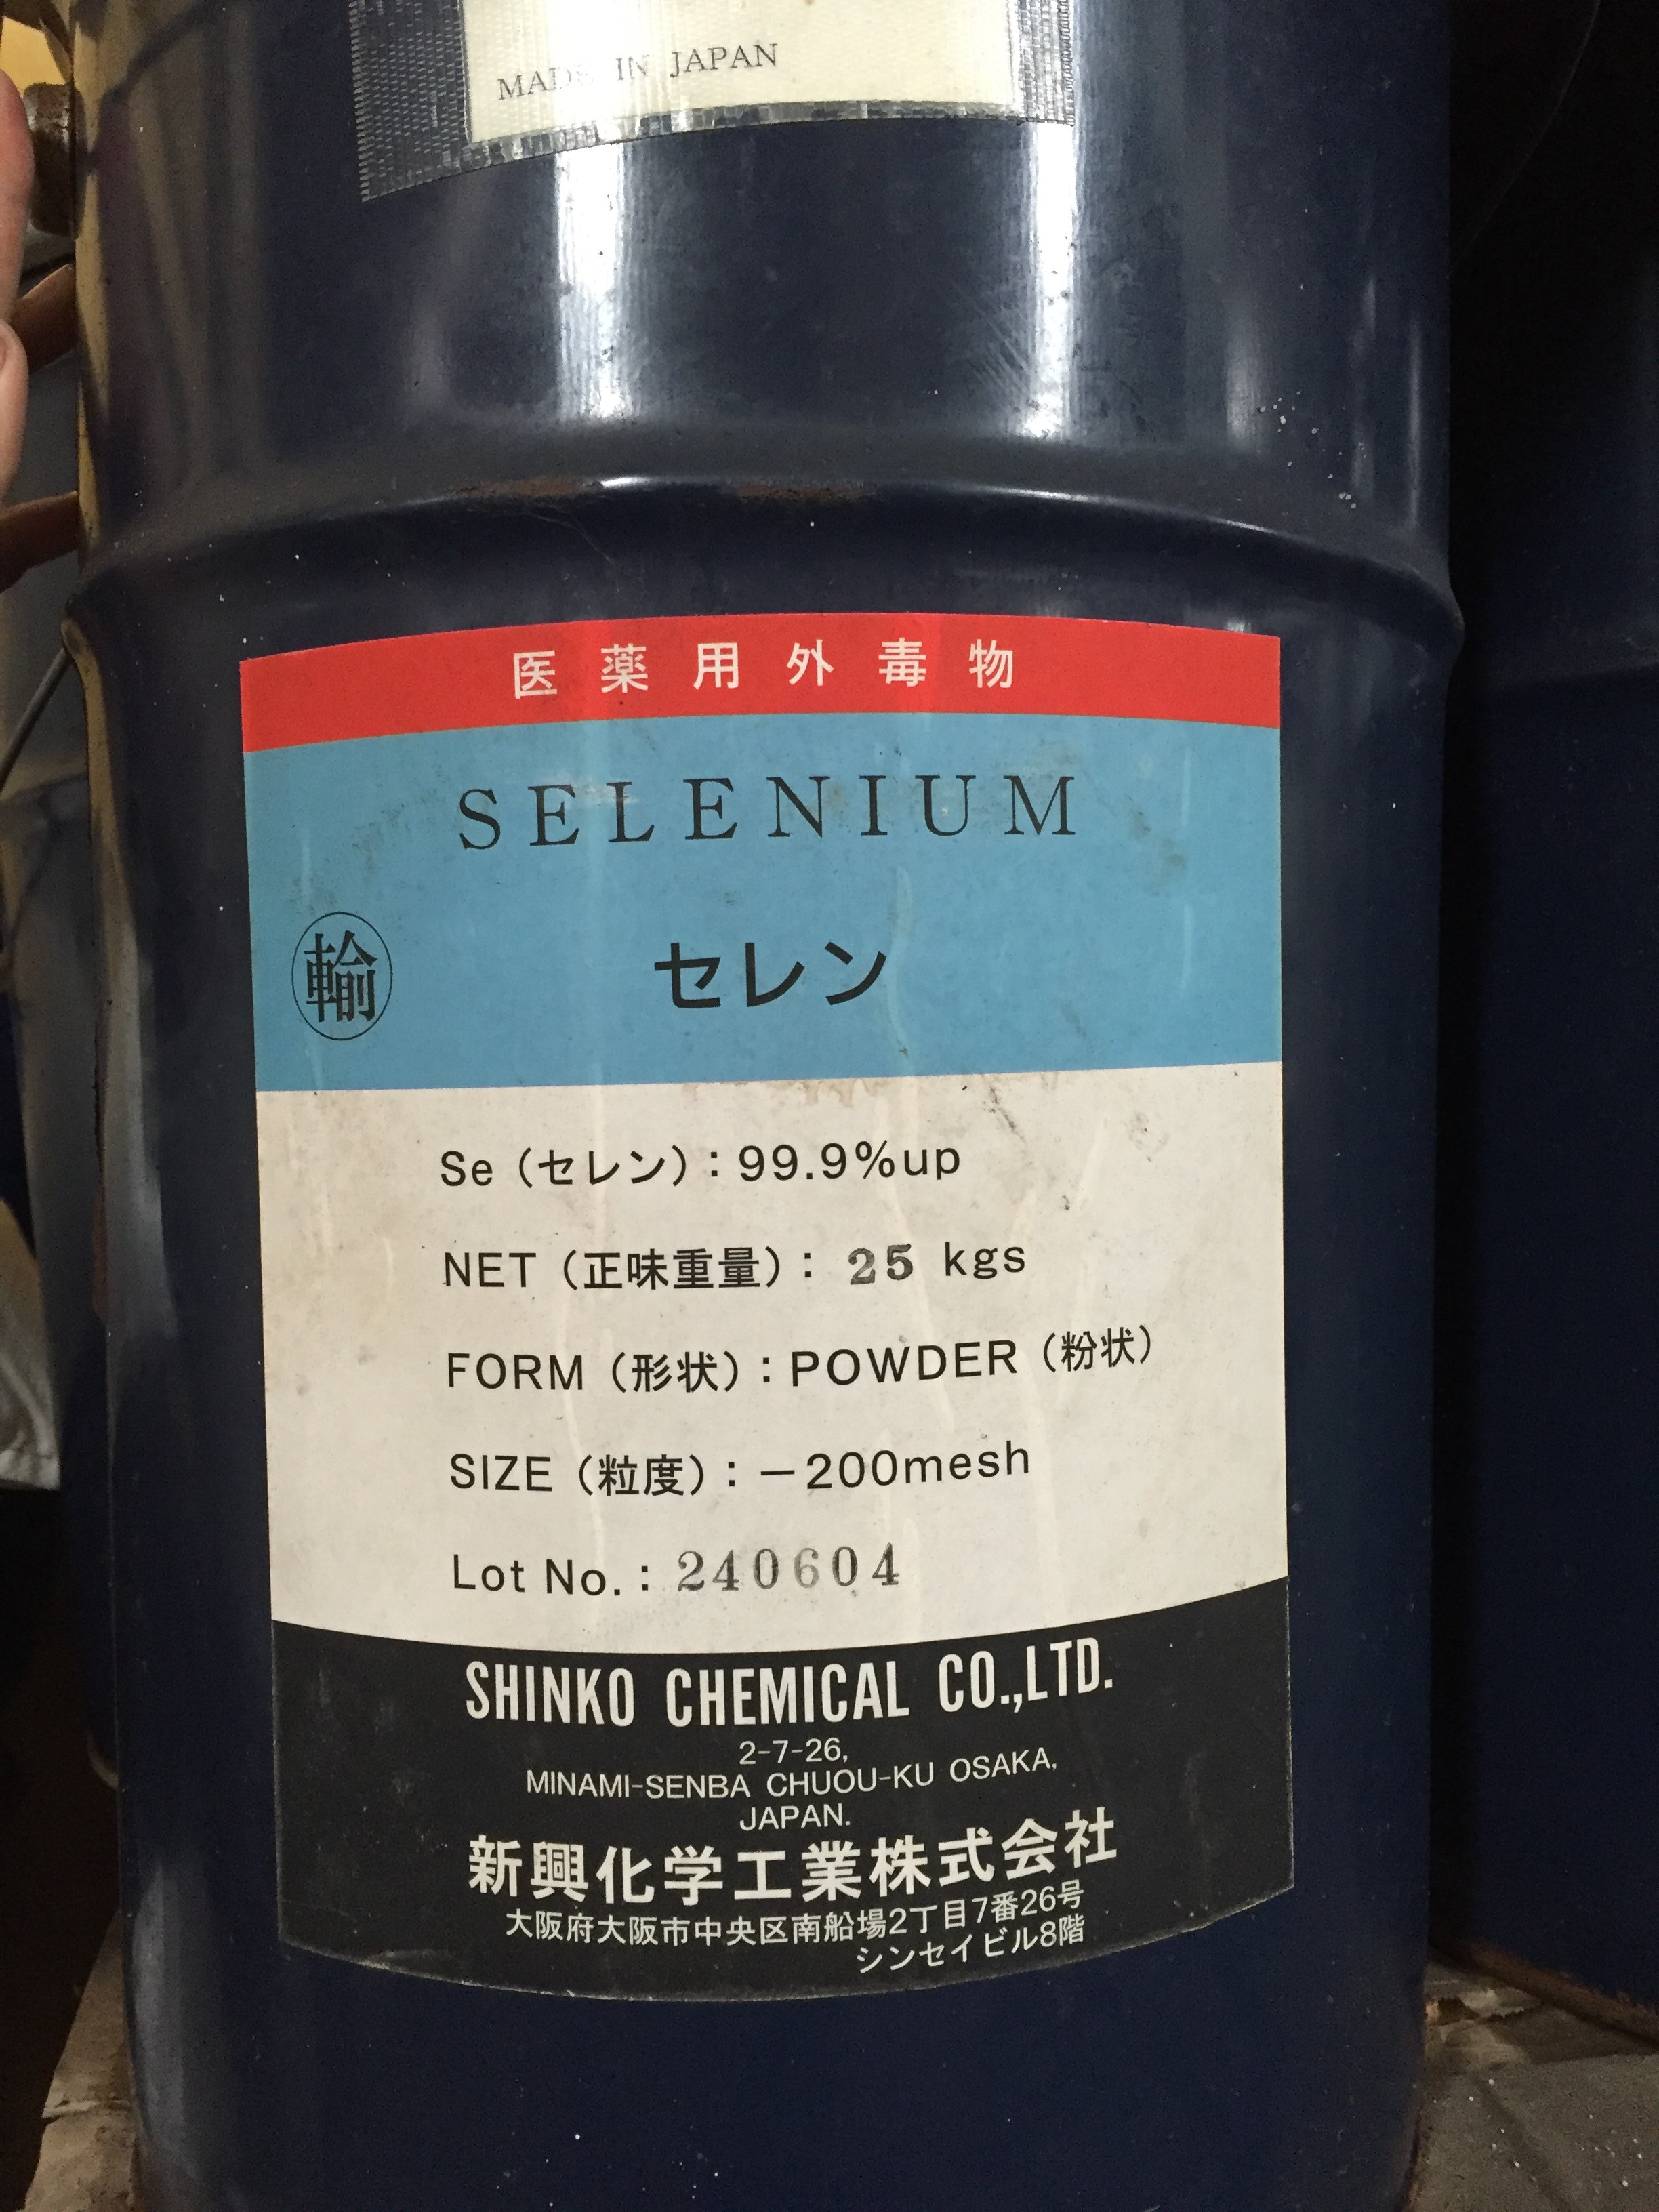 MADE IN JAPAN
医薬用外毒物
SELENIUM
輸
セレン
Se（セレン）：99.9%up
NET（正味重量）： 25 kgs
FORM（形状）：POWDER（粉状）
SIZE（粒度）：－200mesh
Lot No.：240604
SHINKO CHEMICAL CO.,LTD.
2-7-26,
MINAMI-SENBA CHUOU-KU OSAKA,
JAPAN.
新興化学工業株式会社
大阪府大阪市中央区南船場2丁目7番26号
シンセイビル8階